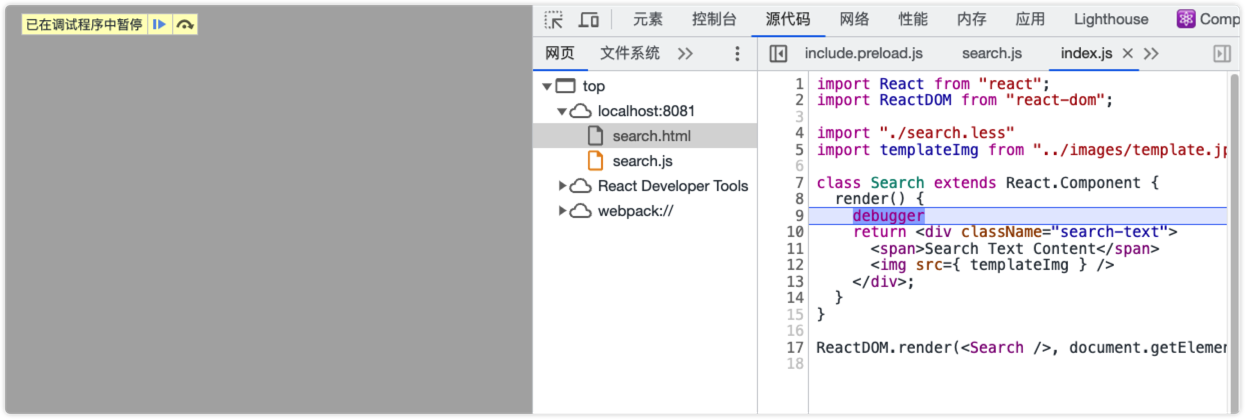 已在调试程序中暂停
元素 控制台 源代码 网络 性能 内存 应用 Lighthouse Comp
网页 文件系统 >>
include.preload.js search.js index.js × >>
top
localhost:8081
search.html
search.js
React Developer Tools
webpack://
1 import React from "react";
2 import ReactDOM from "react-dom";
3
4 import "./search.less"
5 import templateImg from "../images/template.jp
6
7 class Search extends React.Component {
8 render() {
9 debugger
10 return <div className="search-text">
11 <span>Search Text Content</span>
12 <img src={ templateImg } />
13 </div>;
14 }
15 }
16
17 ReactDOM.render(<Search />, document.getElemen
18